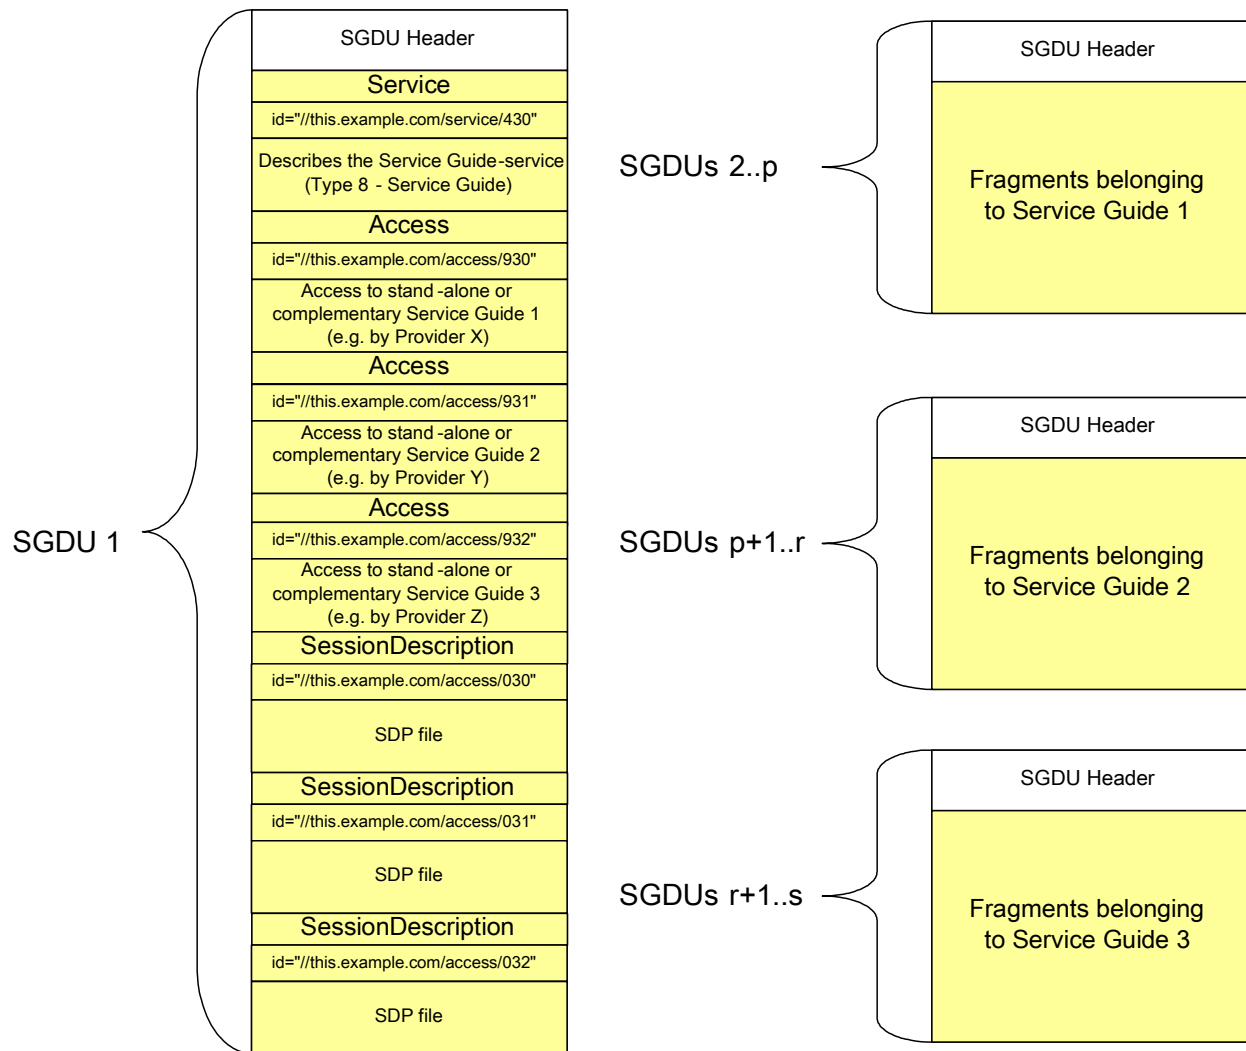 SGDU 1
SGDU Header
Service
id="//this.example.com/service/430"
Describes the Service Guide-service
(Type 8 - Service Guide)
Access
id="//this.example.com/access/930"
Access to stand-alone or
complementary Service Guide 1
(e.g. by Provider X)
Access
id="//this.example.com/access/931"
Access to stand-alone or
complementary Service Guide 2
(e.g. by Provider Y)
Access
id="//this.example.com/access/932"
Access to stand-alone or
complementary Service Guide 3
(e.g. by Provider Z)
SessionDescription
id="//this.example.com/access/030"
SDP file
SessionDescription
id="//this.example.com/access/031"
SDP file
SessionDescription
id="//this.example.com/access/032"
SDP file
SGDUs 2..p
SGDU Header
Fragments belonging
to Service Guide 1
SGDUs p+1..r
SGDU Header
Fragments belonging
to Service Guide 2
SGDUs r+1..s
SGDU Header
Fragments belonging
to Service Guide 3